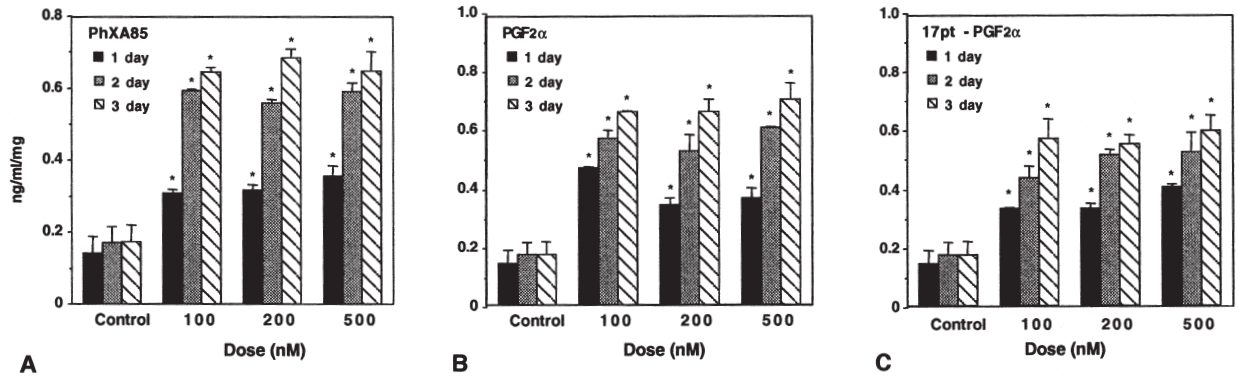 PhXA85
1 day
2 day
3 day
0.8
0.6
0.4
0.2
0
ng/ml/mg
* * * * * * * * *
Control 100 200 500
Dose (nM)
A
PGF2α
1 day
2 day
3 day
1.0
0.8
0.6
0.4
0.2
0
* * * * * * * * *
Control 100 200 500
Dose (nM)
B
17pt - PGF2α
1 day
2 day
3 day
1.0
0.8
0.6
0.4
0.2
0
* * * * * * * * *
Control 100 200 500
Dose (nM)
C